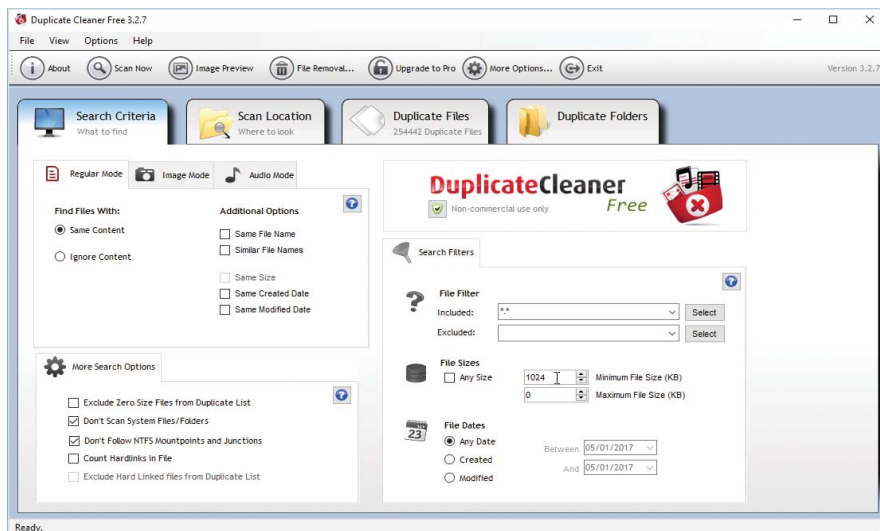 Duplicate Cleaner Free 3.2.7
File View Options Help
About Scan Now Image Preview File Removal... Upgrade to Pro More Options... Exit Version 3.2.7
Search Criteria
What to find
Scan Location
Where to look
Duplicate Files
254442 Duplicate Files
Duplicate Folders
Regular Mode Image Mode Audio Mode
Find Files With:
Same Content
Ignore Content
Additional Options
Same File Name
Similar File Names
Same Size
Same Created Date
Same Modified Date
More Search Options
Exclude Zero Size Files from Duplicate List
Don't Scan System Files/Folders
Don't Follow NTFS Mountpoints and Junctions
Count Hardlinks in File
Exclude Hard Linked files from Duplicate List
DuplicateCleaner
Non-commercial use only Free
Search Filters
File Filter
Included: *.* Select
Excluded: Select
File Sizes
Any Size 1024 Minimum File Size (KB)
0 Maximum File Size (KB)
23
File Dates
Any Date
Created
Modified
Between 05/01/2017
And 05/01/2017
Ready.